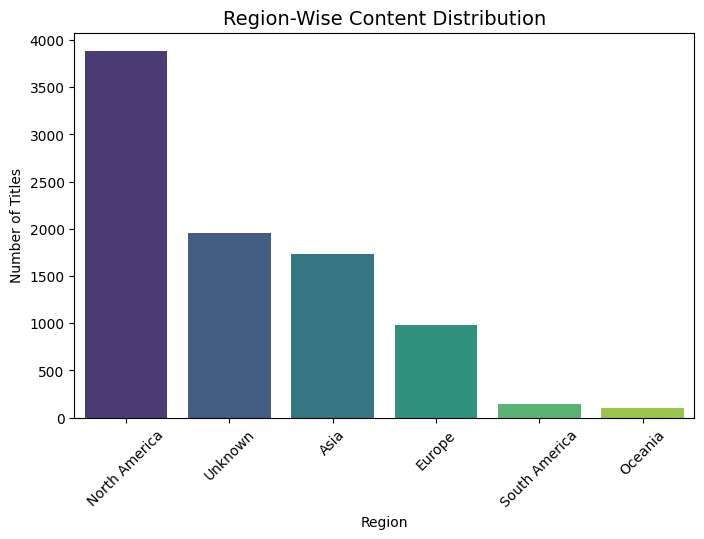 Region-Wise Content Distribution
Number of Titles
4000
3500
3000
2500
2000
1500
1000
500
0
North America
Unknown
Asia
Europe
South America
Oceania
Region